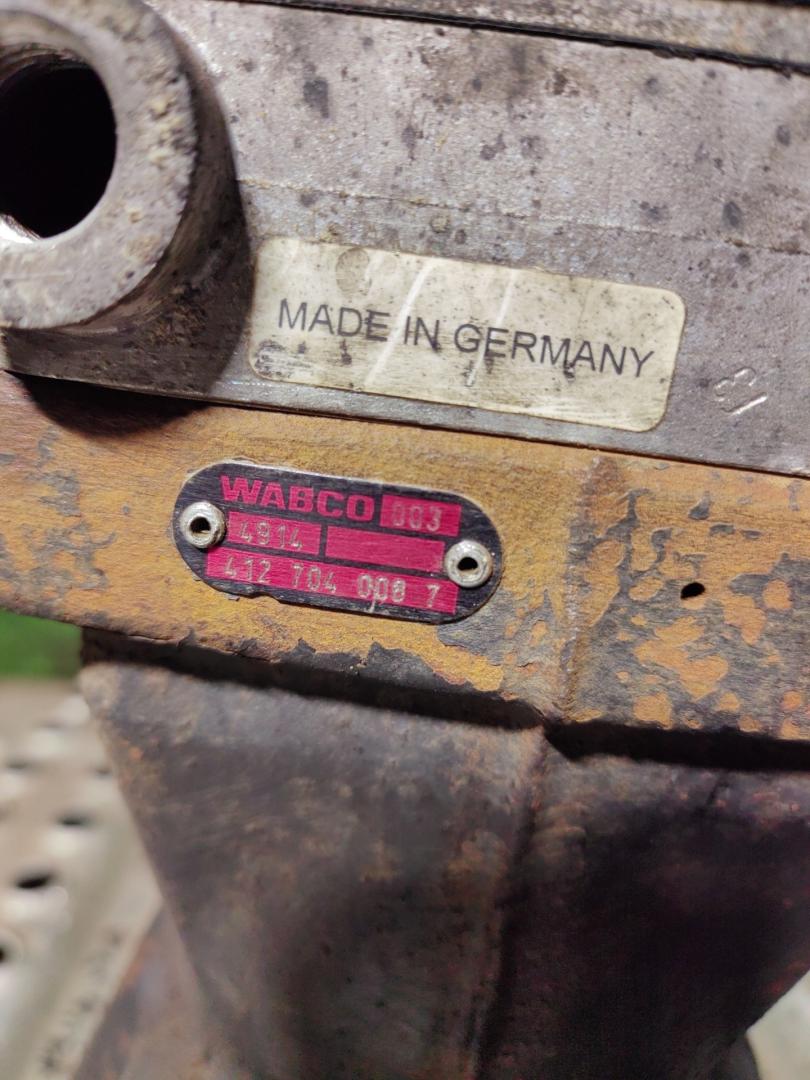 MADE IN GERMANY
WABCO 003
4914
412 704 008 7